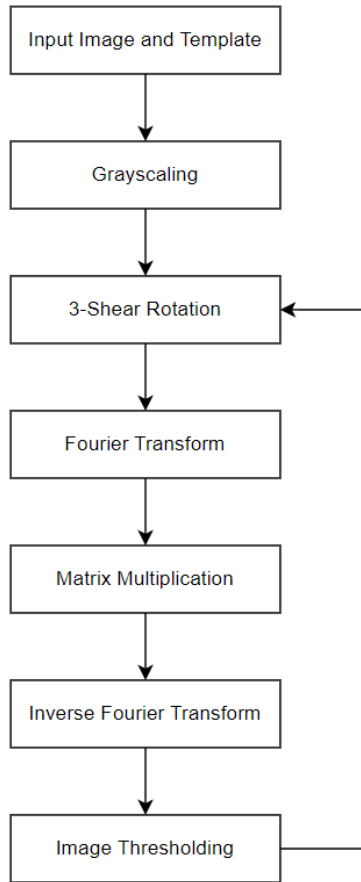 Input Image and Template
Grayscaling
3-Shear Rotation
Fourier Transform
Matrix Multiplication
Inverse Fourier Transform
Image Thresholding